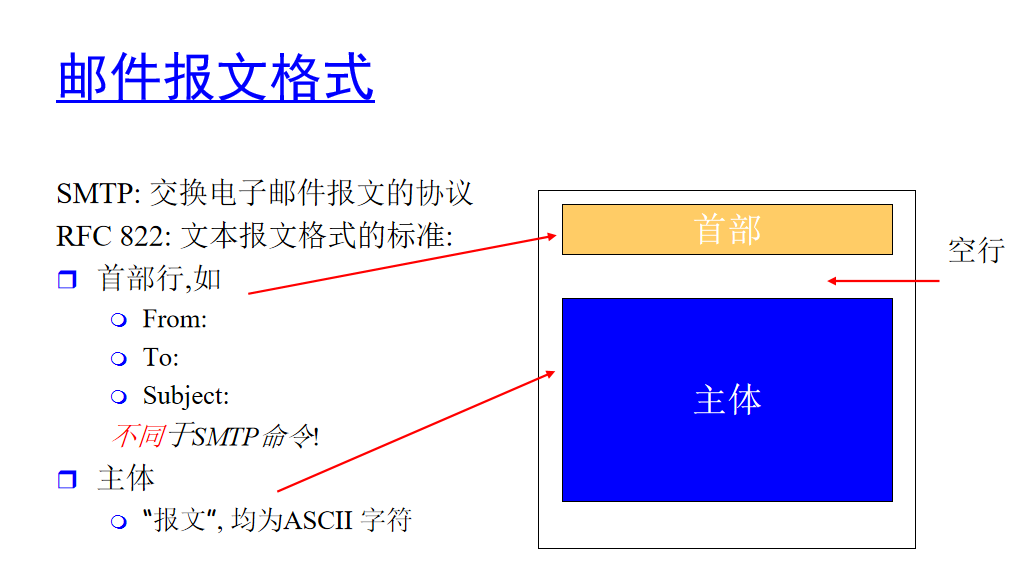 邮件报文格式
SMTP: 交换电子邮件报文的协议
RFC 822: 文本报文格式的标准:
首部行,如
From:
To:
Subject:
不同于SMTP命令!
主体
“报文”, 均为ASCII 字符
首部
空行
主体